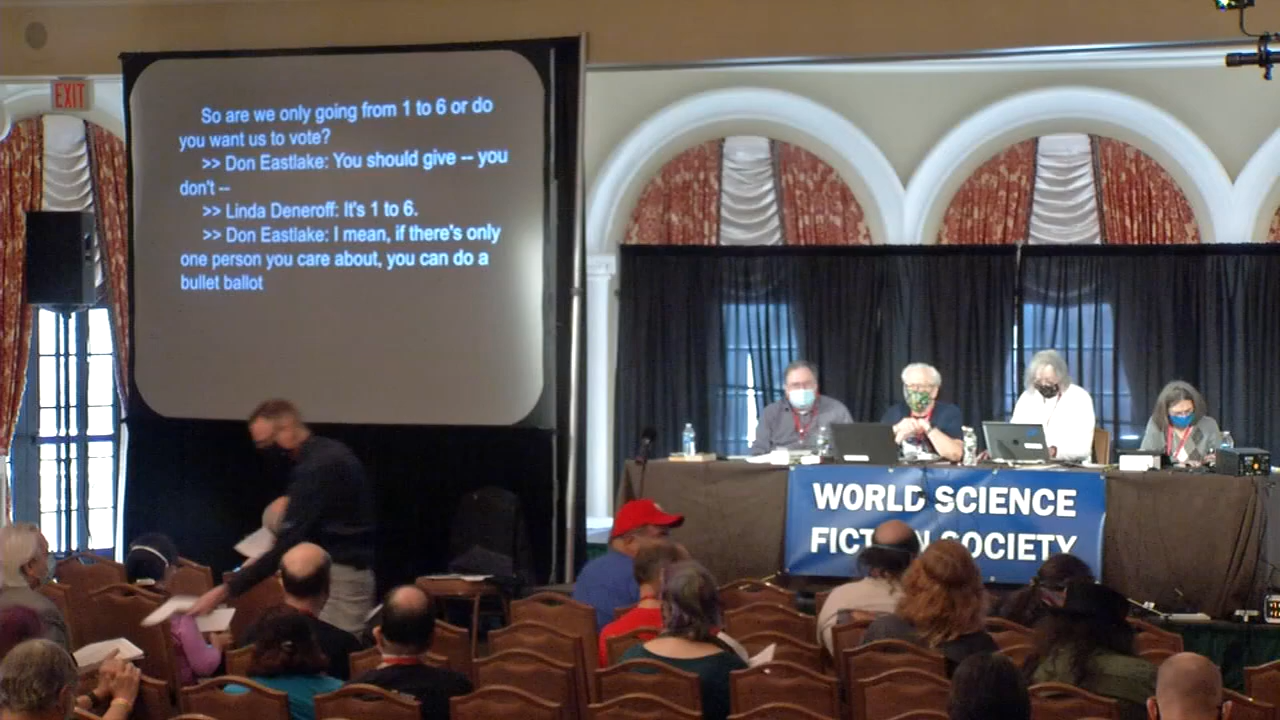 EXIT
So are we only going from 1 to 6 or do
you want us to vote?
>> Don Eastlake: You should give -- you
don't --
>> Linda Deneroff: It's 1 to 6.
>> Don Eastlake: I mean, if there's only
one person you care about, you can do a
bullet ballot
WORLD SCIENCE
FICTION SOCIETY